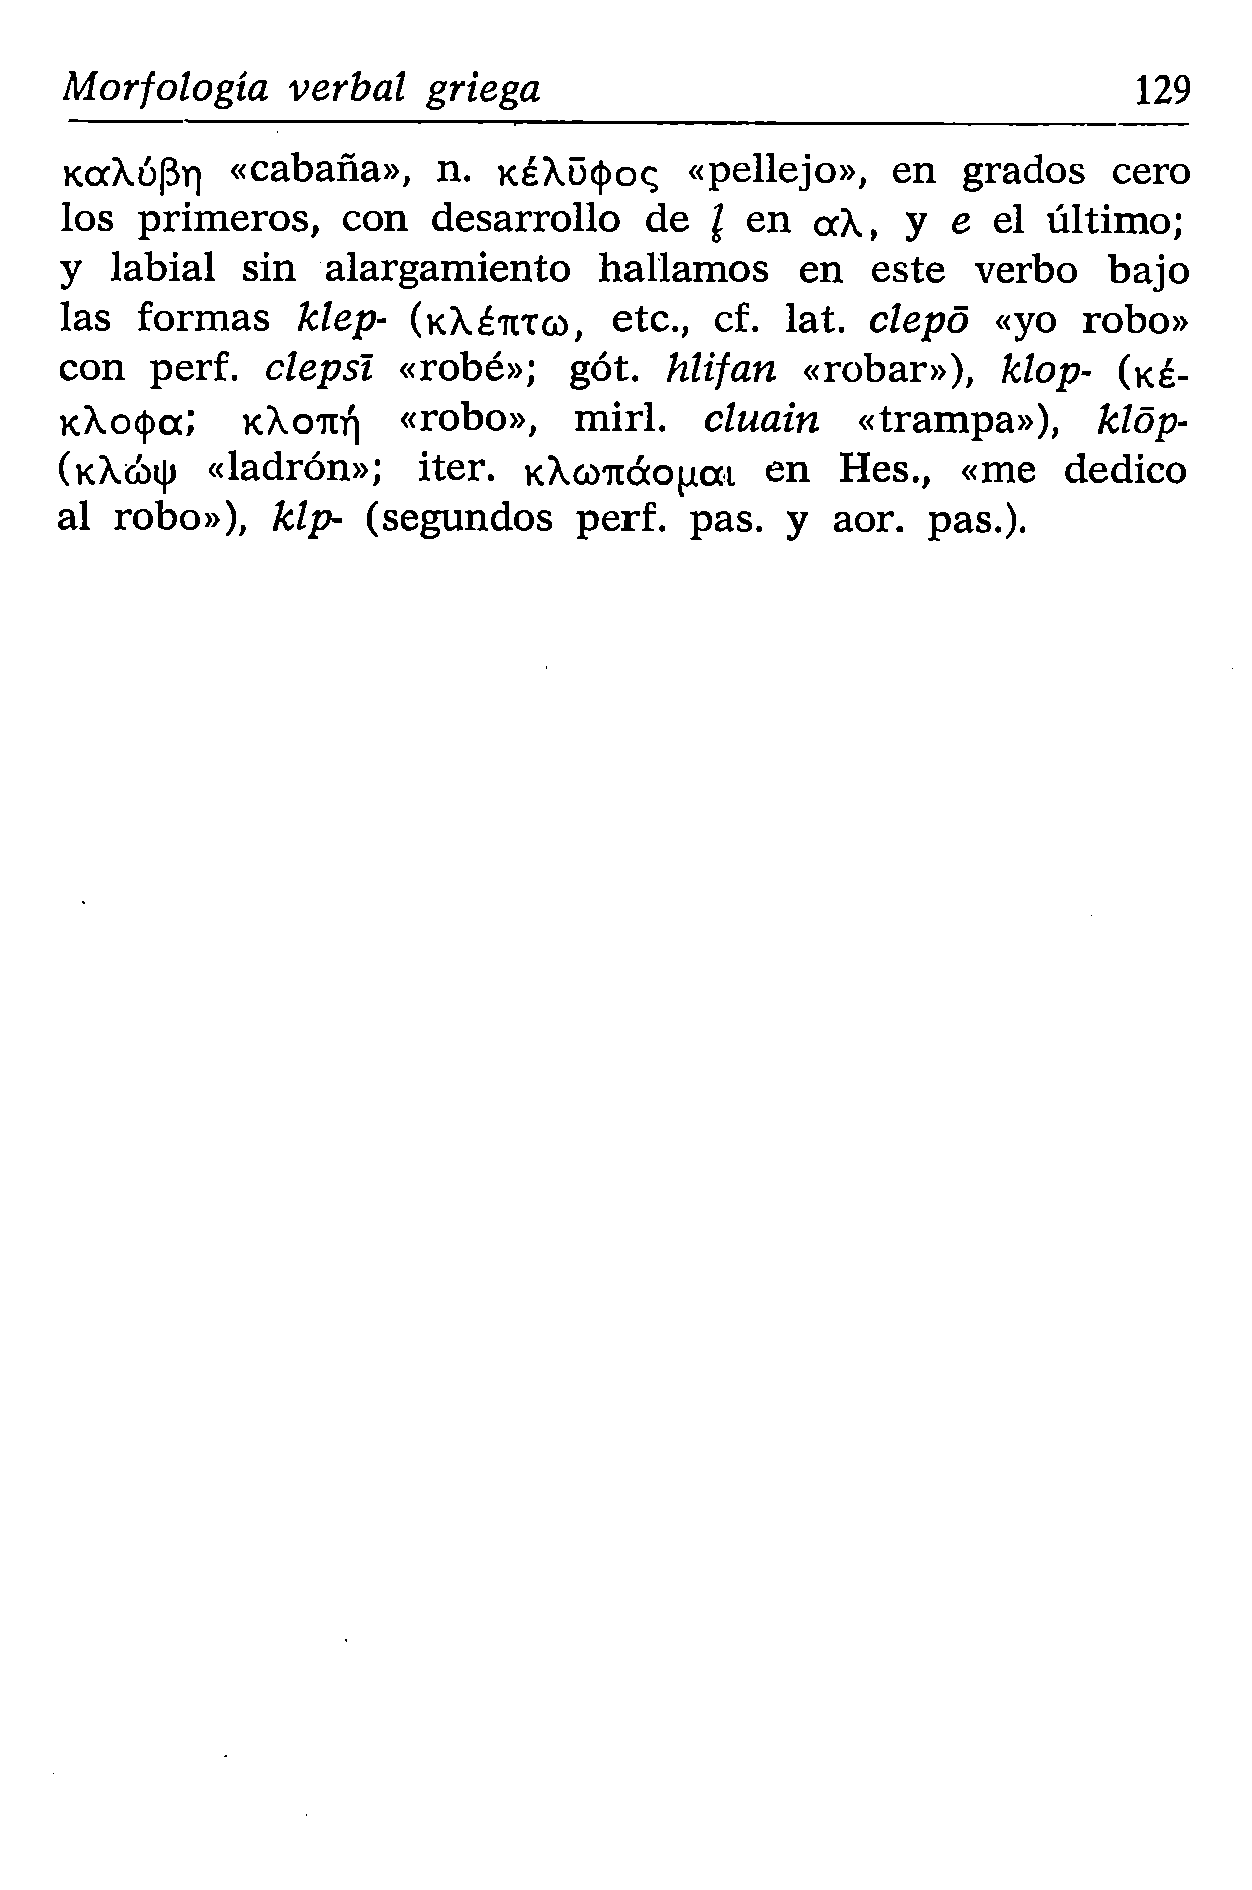 Morfología verbal griega 129
καλύβη «cabaña», n. κέλῡφος «pellejo», en grados cero
los primeros, con desarrollo de l̥ en αλ, y e el último;
y labial sin alargamiento hallamos en este verbo bajo
las formas klep- (κλέπτω, etc., cf. lat. clepō «yo robo»
con perf. clepsī «robé»; gót. hlifan «robar»), klop- (κέ-
κλοφα; κλοπή «robo», mirl. cluain «trampa»), klōp-
(κλώψ «ladrón»; iter. κλωπάομαι en Hes., «me dedico
al robo»), klp- (segundos perf. pas. y aor. pas.).